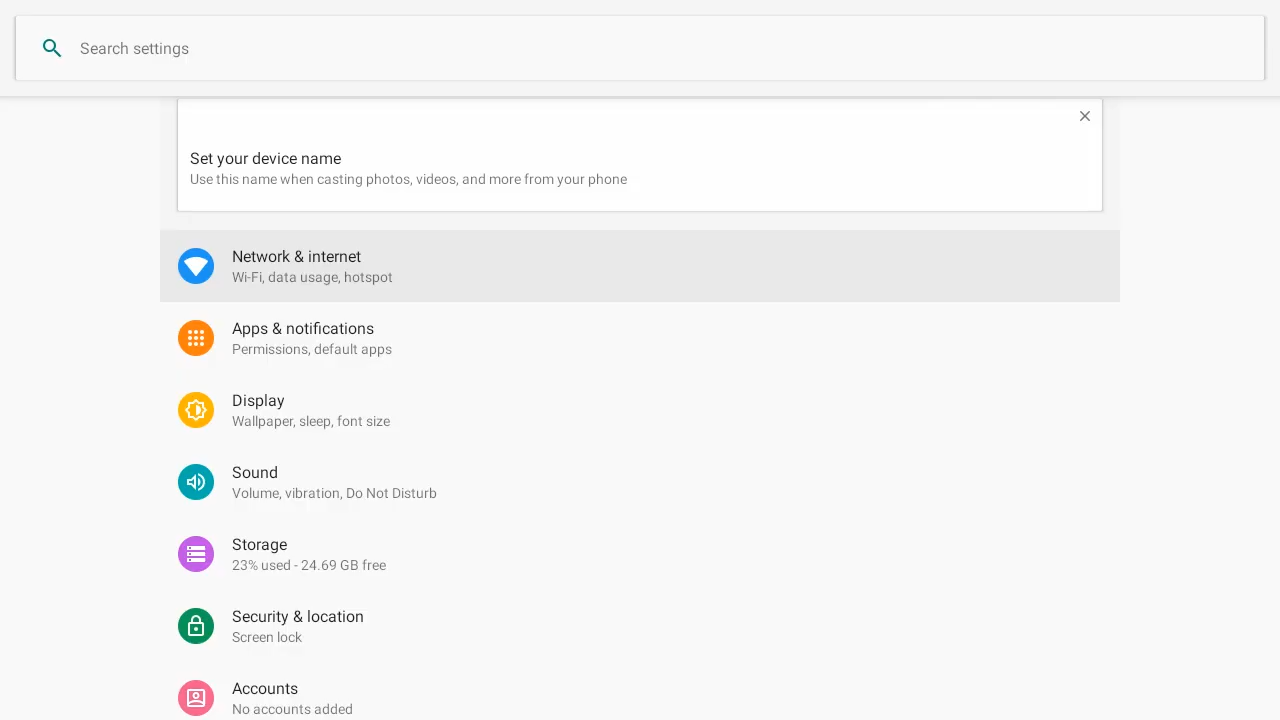 Search settings
Set your device name
Use this name when casting photos, videos, and more from your phone
Network & internet
Wi-Fi, data usage, hotspot
Apps & notifications
Permissions, default apps
Display
Wallpaper, sleep, font size
Sound
Volume, vibration, Do Not Disturb
Storage
23% used - 24.69 GB free
Security & location
Screen lock
Accounts
No accounts added